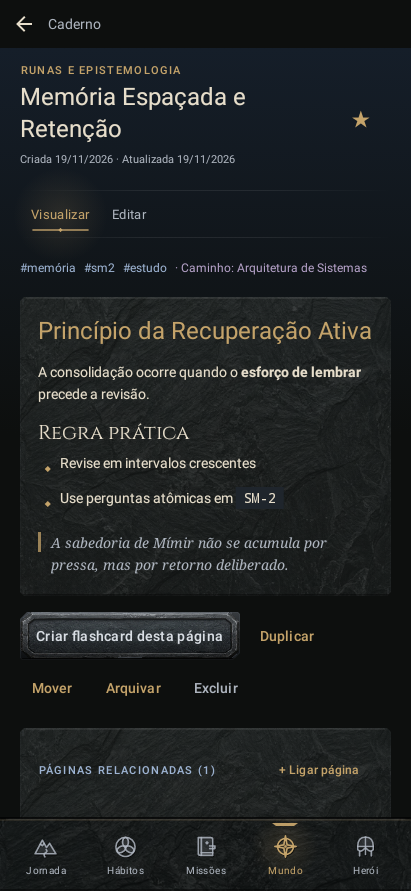 Caderno
RUNAS E EPISTEMOLOGIA
Memória Espaçada e
Retenção
Criada 19/11/2026 · Atualizada 19/11/2026
Visualizar Editar
#memória #sm2 #estudo · Caminho: Arquitetura de Sistemas
Princípio da Recuperação Ativa
A consolidação ocorre quando o esforço de lembrar
precede a revisão.
Regra prática
Revise em intervalos crescentes
Use perguntas atômicas em SM-2
A sabedoria de Mímir não se acumula por
pressa, mas por retorno deliberado.
Criar flashcard desta página Duplicar
Mover Arquivar Excluir
PÁGINAS RELACIONADAS (1) + Ligar página
Jornada Hábitos Missões Mundo Herói